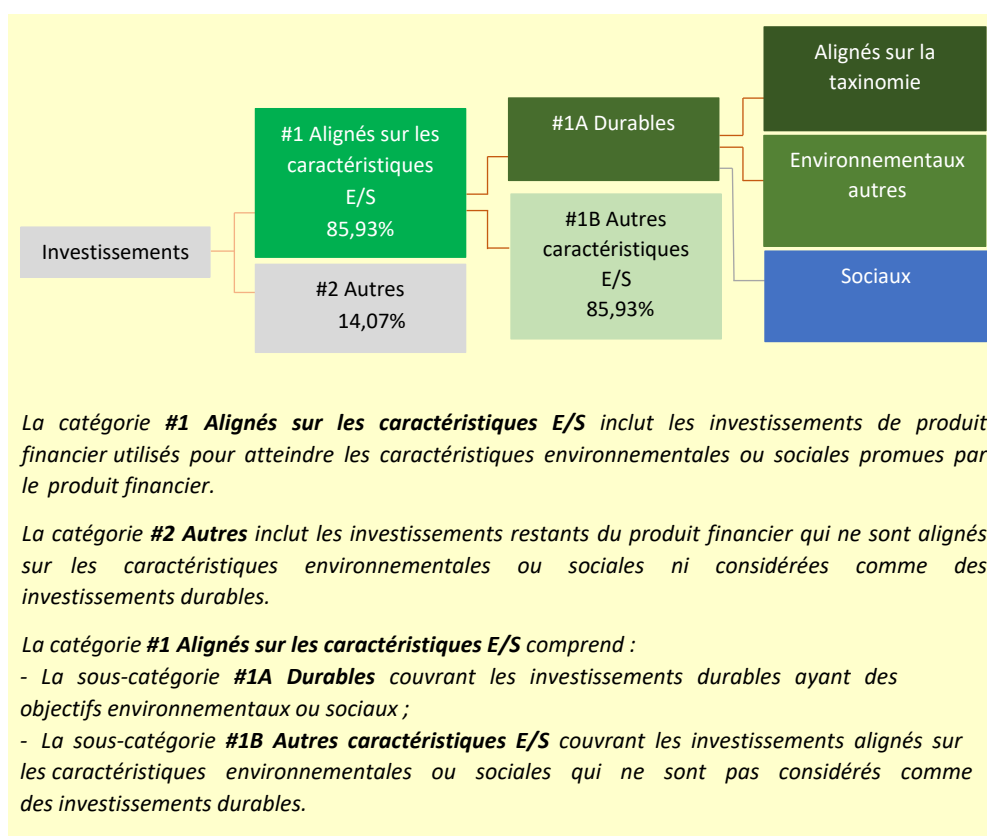 Investissements
#1 Alignés sur les
caractéristiques
E/S
85,93%
#2 Autres
14,07%
#1A Durables
#1B Autres
caractéristiques
E/S
85,93%
Alignés sur la
taxinomie
Environnementaux
autres
Sociaux
La catégorie #1 Alignés sur les caractéristiques E/S inclut les investissements de produit
financier utilisés pour atteindre les caractéristiques environnementales ou sociales promues par
le produit financier.
La catégorie #2 Autres inclut les investissements restants du produit financier qui ne sont alignés
sur les caractéristiques environnementales ou sociales ni considérées comme des
investissements durables.
La catégorie #1 Alignés sur les caractéristiques E/S comprend :
- La sous-catégorie #1A Durables couvrant les investissements durables ayant des
objectifs environnementaux ou sociaux ;
- La sous-catégorie #1B Autres caractéristiques E/S couvrant les investissements alignés sur
les caractéristiques environnementales ou sociales qui ne sont pas considérés comme
des investissements durables.